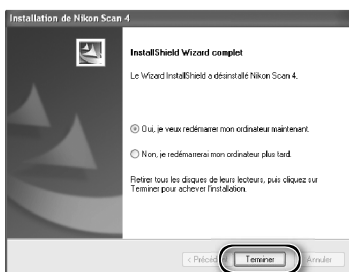 Installation de Nikon Scan 4
InstallShield Wizard complet
Le Wizard InstallShield a désinstallé Nikon Scan 4.
Oui, je veux redémarrer mon ordinateur maintenant.
Non, je redémarrerai mon ordinateur plus tard.
Retirer tous les disques de leurs lecteurs, puis cliquez sur
Terminer pour achever l'installation.
Terminer
Annuler